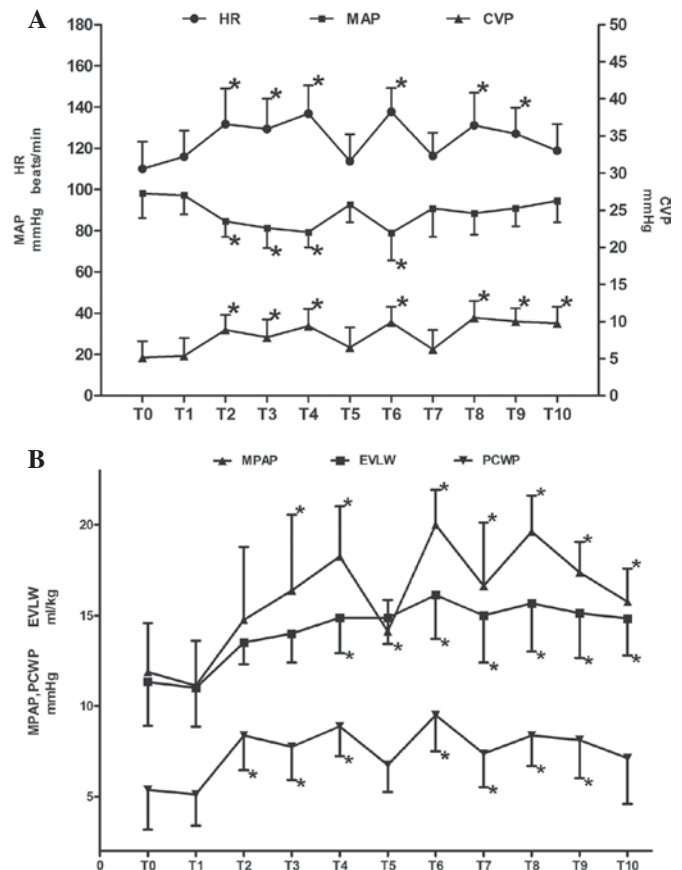 A
HR MAP CVP
180
160
140
120
100
80
60
40
20
0
HR
beats/min
MAP
mmHg
50
45
40
35
30
25
20
15
10
5
0
CVP
mmHg
* * * * * *
* * * *
* * * * * * *
T0 T1 T2 T3 T4 T5 T6 T7 T8 T9 T10
B
MPAP EVLW PCWP
20
15
10
5
EVLW
ml/kg
MPAP,PCWP
mmHg
* * * * * * *
* * * * * * *
* * * * * * *
0 T0 T1 T2 T3 T4 T5 T6 T7 T8 T9 T10